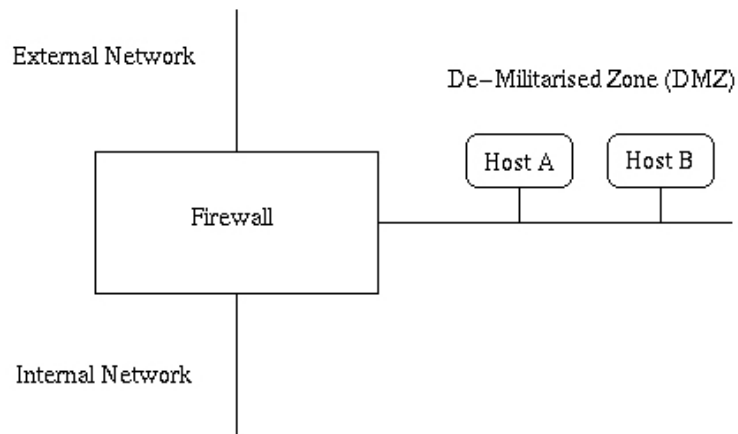 External Network
De-Militarised Zone (DMZ)
Host A
Host B
Firewall
Internal Network